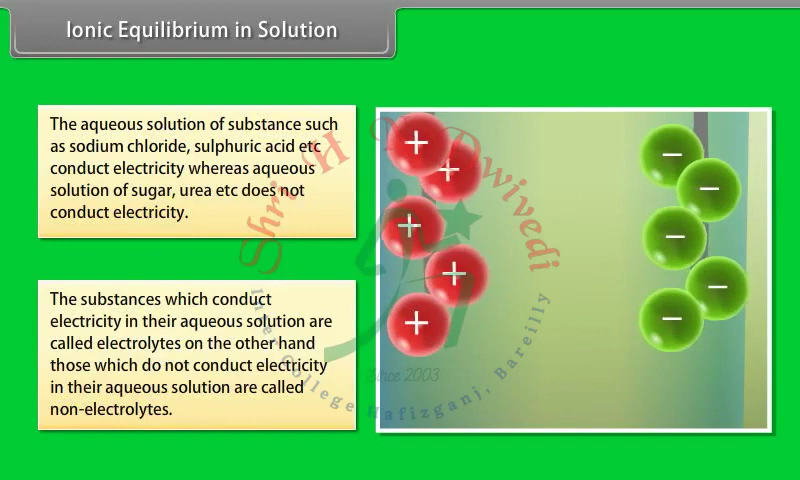 Ionic Equilibrium in Solution
The aqueous solution of substance such
as sodium chloride, sulphuric acid etc
conduct electricity whereas aqueous
solution of sugar, urea etc does not
conduct electricity.
The substances which conduct
electricity in their aqueous solution are
called electrolytes on the other hand
those which do not conduct electricity
in their aqueous solution are called
non-electrolytes.
+
+
+
+
+
−
−
−
−
−
Shri H N Dwivedi
Inter College Hafizganj, Bareilly
Since 2003